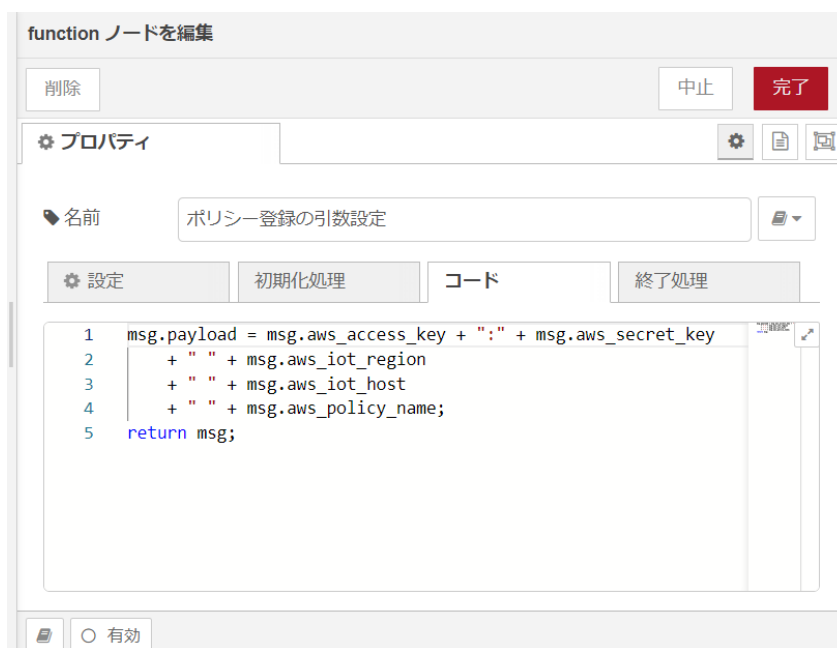 function ノードを編集
削除
中止
完了
プロパティ
名前
ポリシー登録の引数設定
設定
初期化処理
コード
終了処理
1 msg.payload = msg.aws_access_key + ":" + msg.aws_secret_key
2 + " " + msg.aws_iot_region
3 + " " + msg.aws_iot_host
4 + " " + msg.aws_policy_name;
5 return msg;
有効